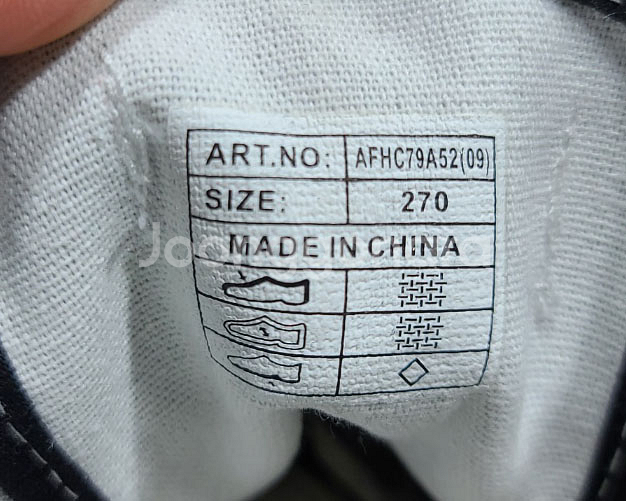 ART.NO: AFHC79A52(09)
SIZE: 270
MADE IN CHINA